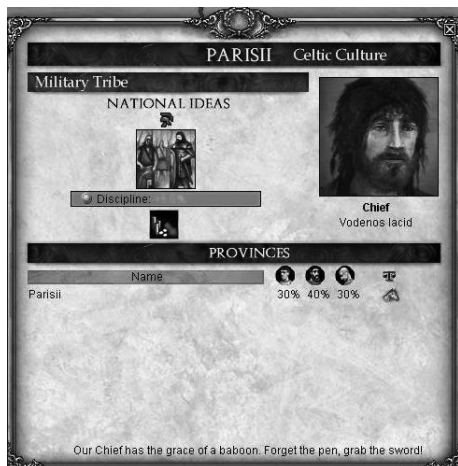 PARISII Celtic Culture
Military Tribe
NATIONAL IDEAS
Discipline:
Chief
Vodenos Iacid
PROVINCES
Name
Parisii 30% 40% 30%
Our Chief has the grace of a baboon. Forget the pen, grab the sword!